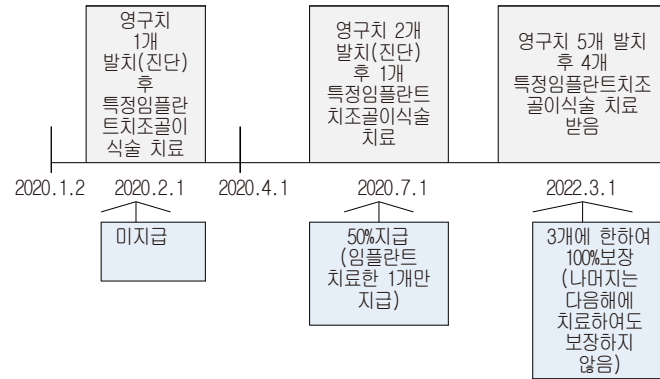 영구치
1개
발치(진단)
후
특정임플란
트치조골이
식술 치료
영구치 2개
발치(진단)
후 1개
특정임플란트
치조골이식술
치료
영구치 5개 발치
후 4개
특정임플란트치조
골이식술 치료
받음
2020.1.2
2020.2.1
2020.4.1
2020.7.1
2022.3.1
미지급
50%지급
(임플란트
치료한 1개만
지급)
3개에 한하여
100%보장
(나머지는
다음해에
치료하여도
보장하지
않음)